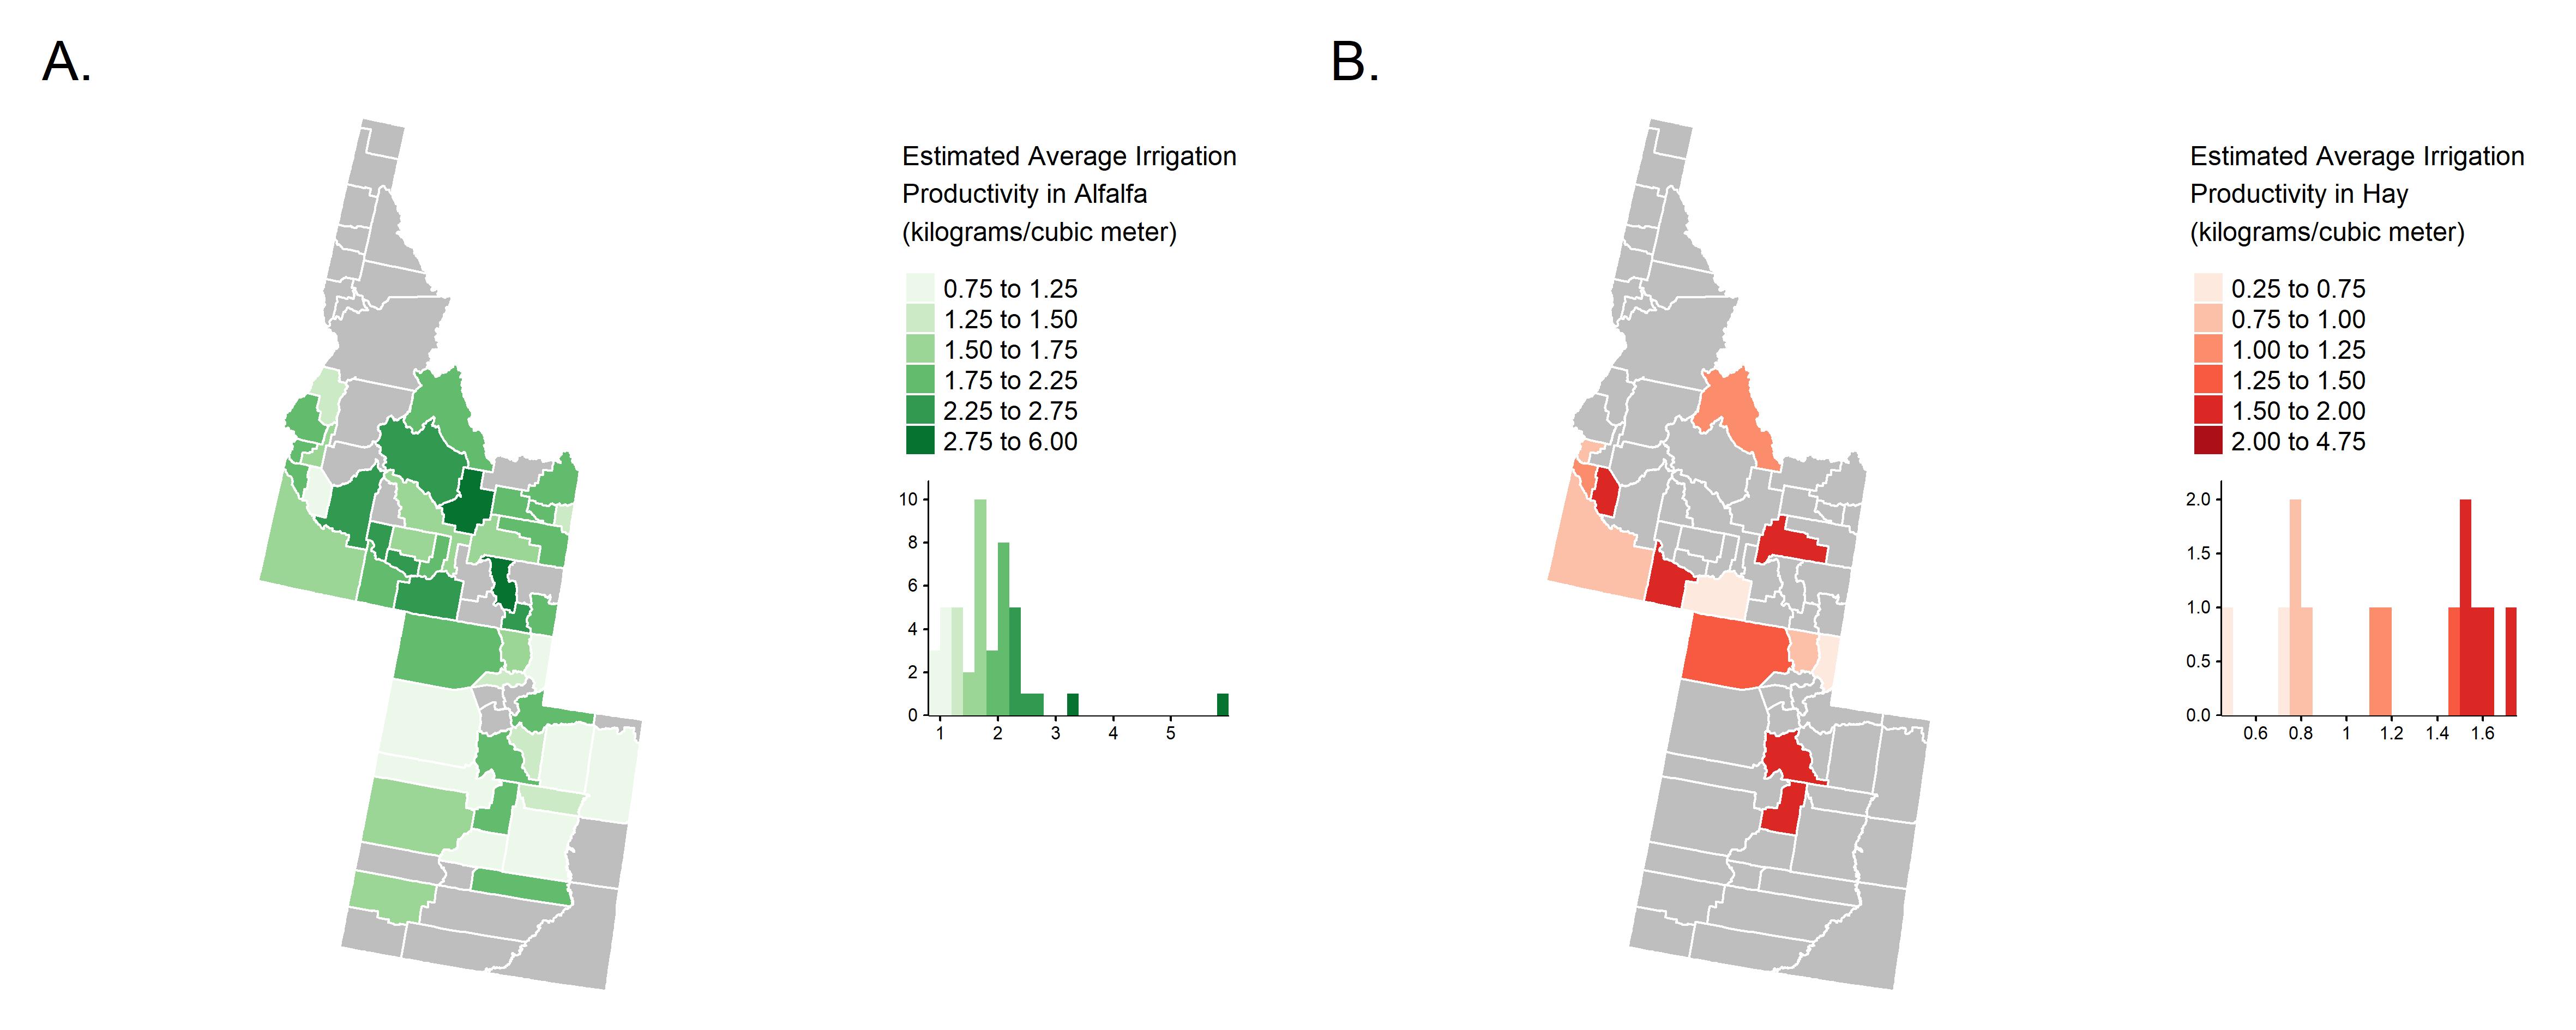 A.
Estimated Average Irrigation
Productivity in Alfalfa
(kilograms/cubic meter)
0.75 to 1.25
1.25 to 1.50
1.50 to 1.75
1.75 to 2.25
2.25 to 2.75
2.75 to 6.00
10
8
6
4
2
0
1 2 3 4 5
B.
Estimated Average Irrigation
Productivity in Hay
(kilograms/cubic meter)
0.25 to 0.75
0.75 to 1.00
1.00 to 1.25
1.25 to 1.50
1.50 to 2.00
2.00 to 4.75
2.0
1.5
1.0
0.5
0.0
0.6 0.8 1 1.2 1.4 1.6